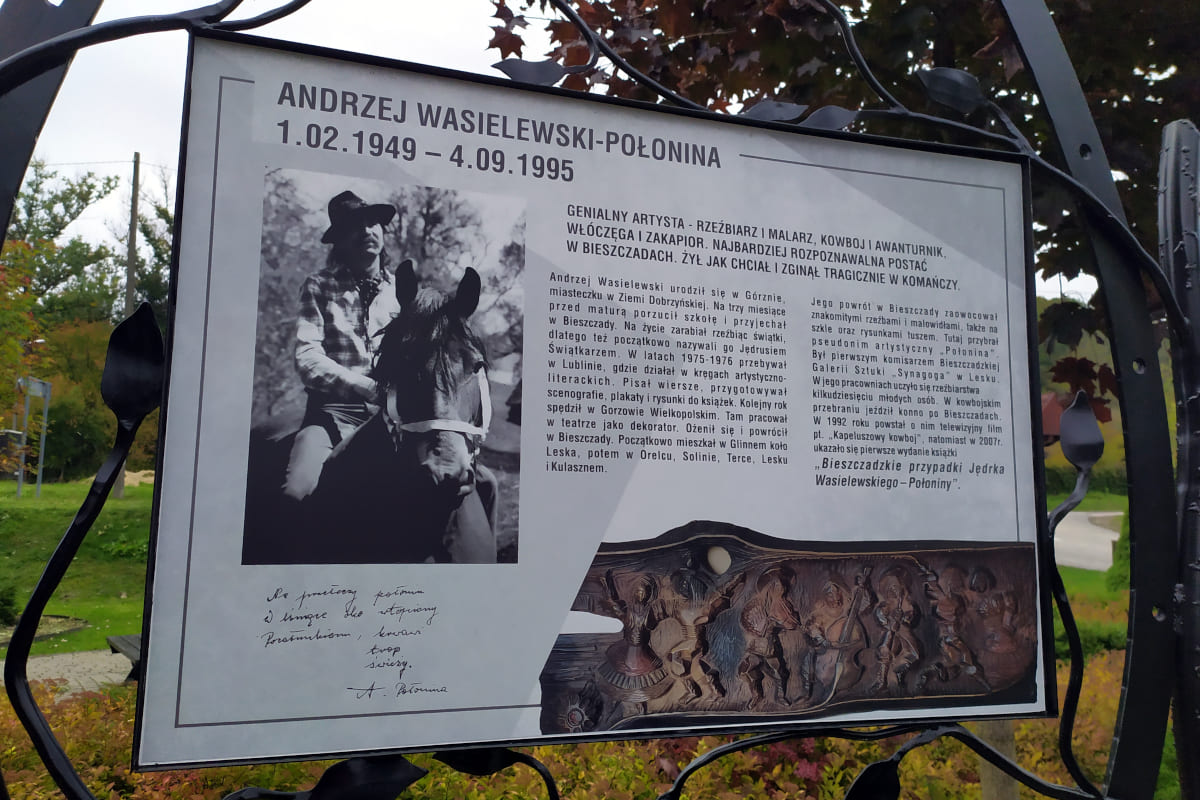 ANDRZEJ WASIELEWSKI-POŁONINA
1.02.1949 – 4.09.1995
GENIALNY ARTYSTA - RZEŹBIARZ I MALARZ, KOWBOJ I AWANTURNIK,
WŁÓCZĘGA I ZAKAPIOR. NAJBARDZIEJ ROZPOZNAWALNA POSTAĆ
W BIESZCZADACH. ŻYŁ JAK CHCIAŁ I ZGINĄŁ TRAGICZNIE W KOMAŃCZY.
Andrzej Wasielewski urodził się w Górznie,
miasteczku w Ziemi Dobrzyńskiej. Na trzy miesiące
przed maturą porzucił szkołę i przyjechał
w Bieszczady. Na życie zarabiał rzeźbiąc świątki,
dlatego też początkowo nazywali go Jędrusiem
Świątkarzem. W latach 1975-1976 przebywał
w Lublinie, gdzie działał w kręgach artystyczno-
literackich. Pisał wiersze, przygotowywał
scenografie, plakaty i rysunki do książek. Kolejny rok
spędził w Gorzowie Wielkopolskim. Tam pracował
w teatrze jako dekorator. Ożenił się i powrócił
w Bieszczady. Początkowo mieszkał w Glinnem koło
Leska, potem w Orelcu, Solinie, Terce, Lesku
i Kulasznem.
Jego powrót w Bieszczady zaowocował
znakomitymi rzeźbami i malowidłami, także na
szkle oraz rysunkami tuszem. Tutaj przybrał
pseudonim artystyczny „Połonina".
Był pierwszym komisarzem Bieszczadzkiej
Galerii Sztuki „Synagoga" w Lesku.
W jego pracowniach uczyło się rzeźbiarstwa
kilkudziesięciu młodych osób. W kowbojskim
przebraniu jeździł konno po Bieszczadach.
W 1992 roku powstał o nim telewizyjny film
pt. „Kapeluszowy kowboj", natomiast w 2007r.
ukazało się pierwsze wydanie książki
„Bieszczadzkie przypadki Jędrka
Wasielewskiego – Połoniny".
Na przełęczy połonin
oko utopiony
trop
świeży.
A. Połonina